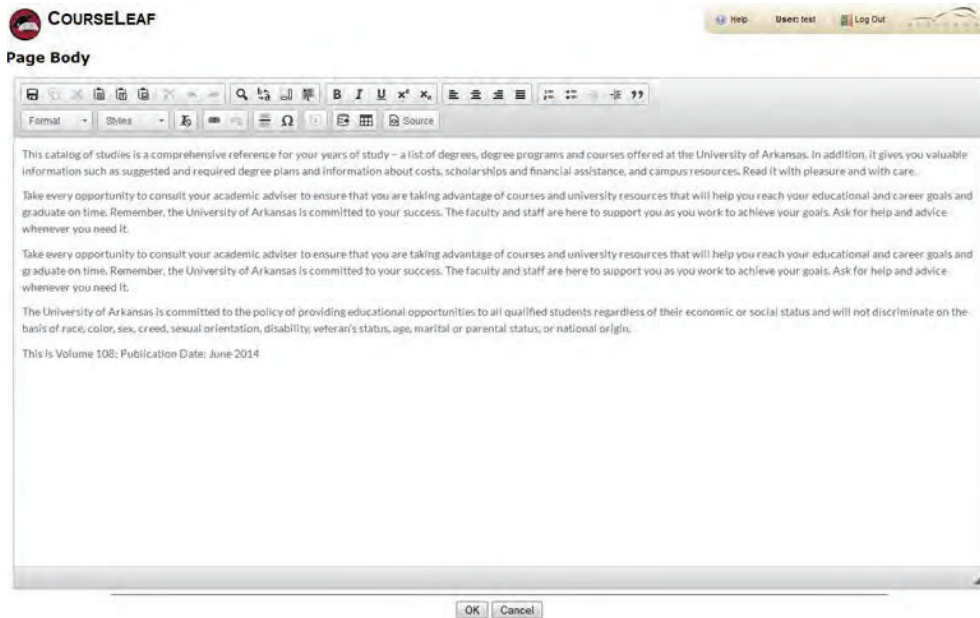 COURSELEAF
Help User: test Log Out
Page Body
B I U x² x₂
Format Styles Ω Source
This catalog of studies is a comprehensive reference for your years of study – a list of degrees, degree programs and courses offered at the University of Arkansas. In addition, it gives you valuable
information such as suggested and required degree plans and information about costs, scholarships and financial assistance, and campus resources. Read it with pleasure and with care.
Take every opportunity to consult your academic adviser to ensure that you are taking advantage of courses and university resources that will help you reach your educational and career goals and
graduate on time. Remember, the University of Arkansas is committed to your success. The faculty and staff are here to support you as you work to achieve your goals. Ask for help and advice
whenever you need it.
Take every opportunity to consult your academic adviser to ensure that you are taking advantage of courses and university resources that will help you reach your educational and career goals and
graduate on time. Remember, the University of Arkansas is committed to your success. The faculty and staff are here to support you as you work to achieve your goals. Ask for help and advice
whenever you need it.
The University of Arkansas is committed to the policy of providing educational opportunities to all qualified students regardless of their economic or social status and will not discriminate on the
basis of race, color, sex, creed, sexual orientation, disability, veteran's status, age, marital or parental status, or national origin.
This is Volume 108; Publication Date: June 2014
OK Cancel